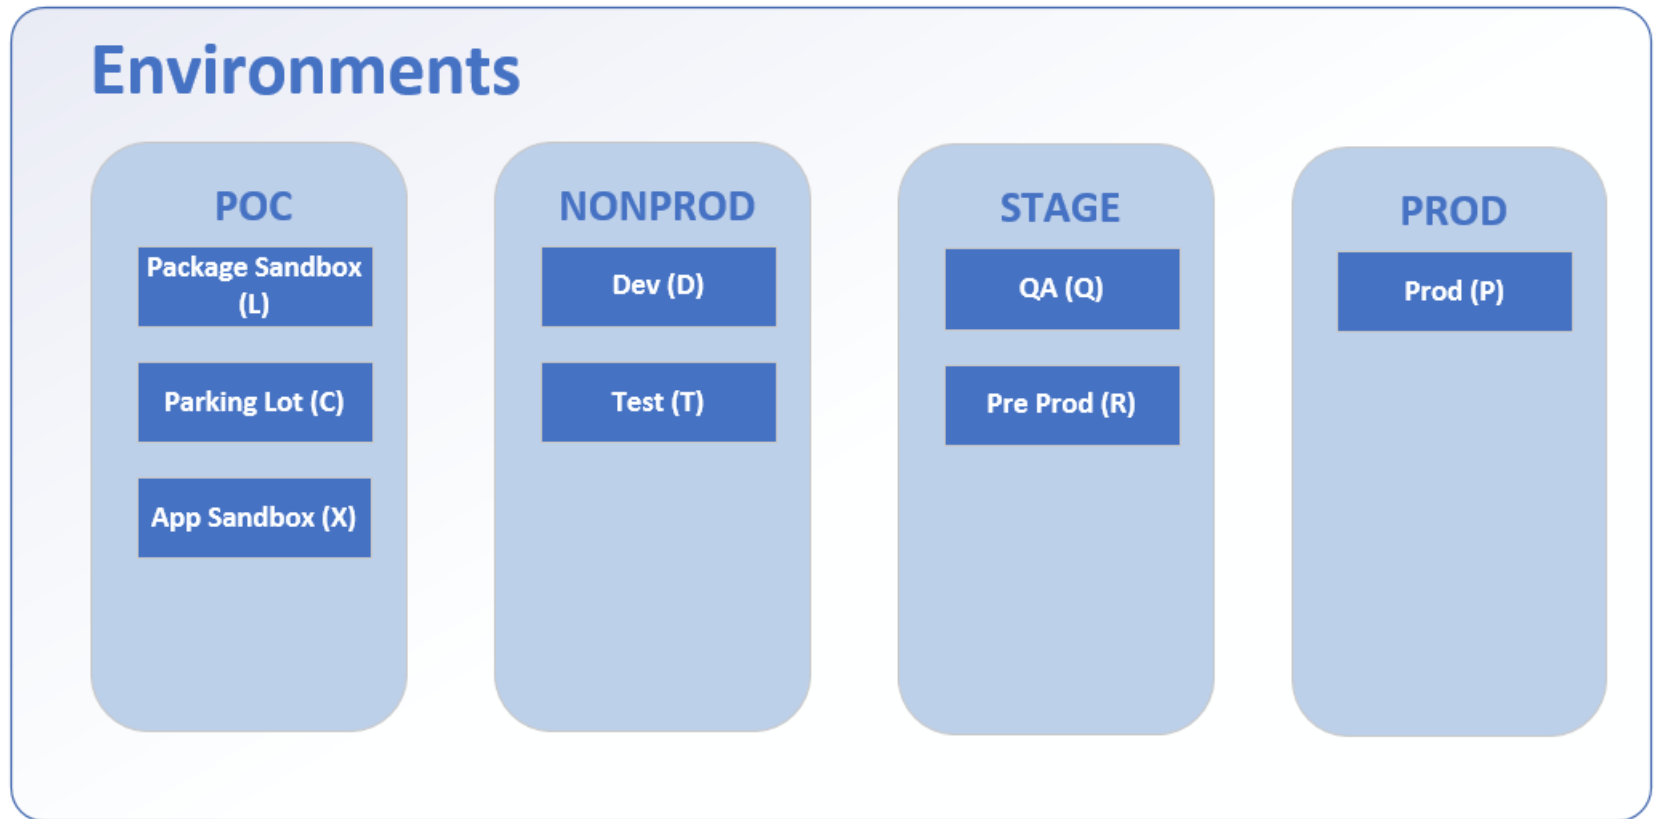 Environments
POC
Package Sandbox
(L)
Parking Lot (C)
App Sandbox (X)
NONPROD
Dev (D)
Test (T)
STAGE
QA (Q)
Pre Prod (R)
PROD
Prod (P)